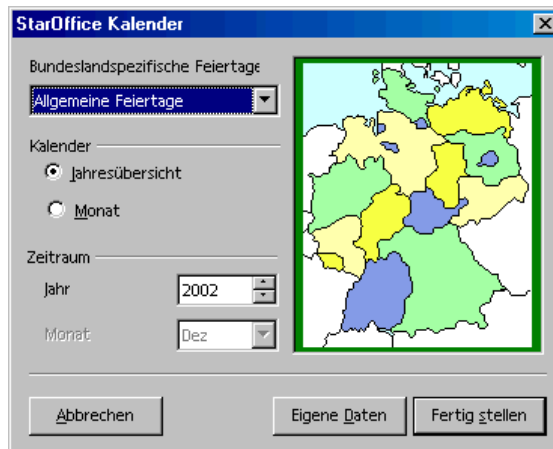 StarOffice Kalender
Bundeslandspezifische Feiertage
Allgemeine Feiertage
Kalender
Jahresübersicht
Monat
Zeitraum
Jahr
2002
Monat
Dez
Abbrechen
Eigene Daten
Fertig stellen